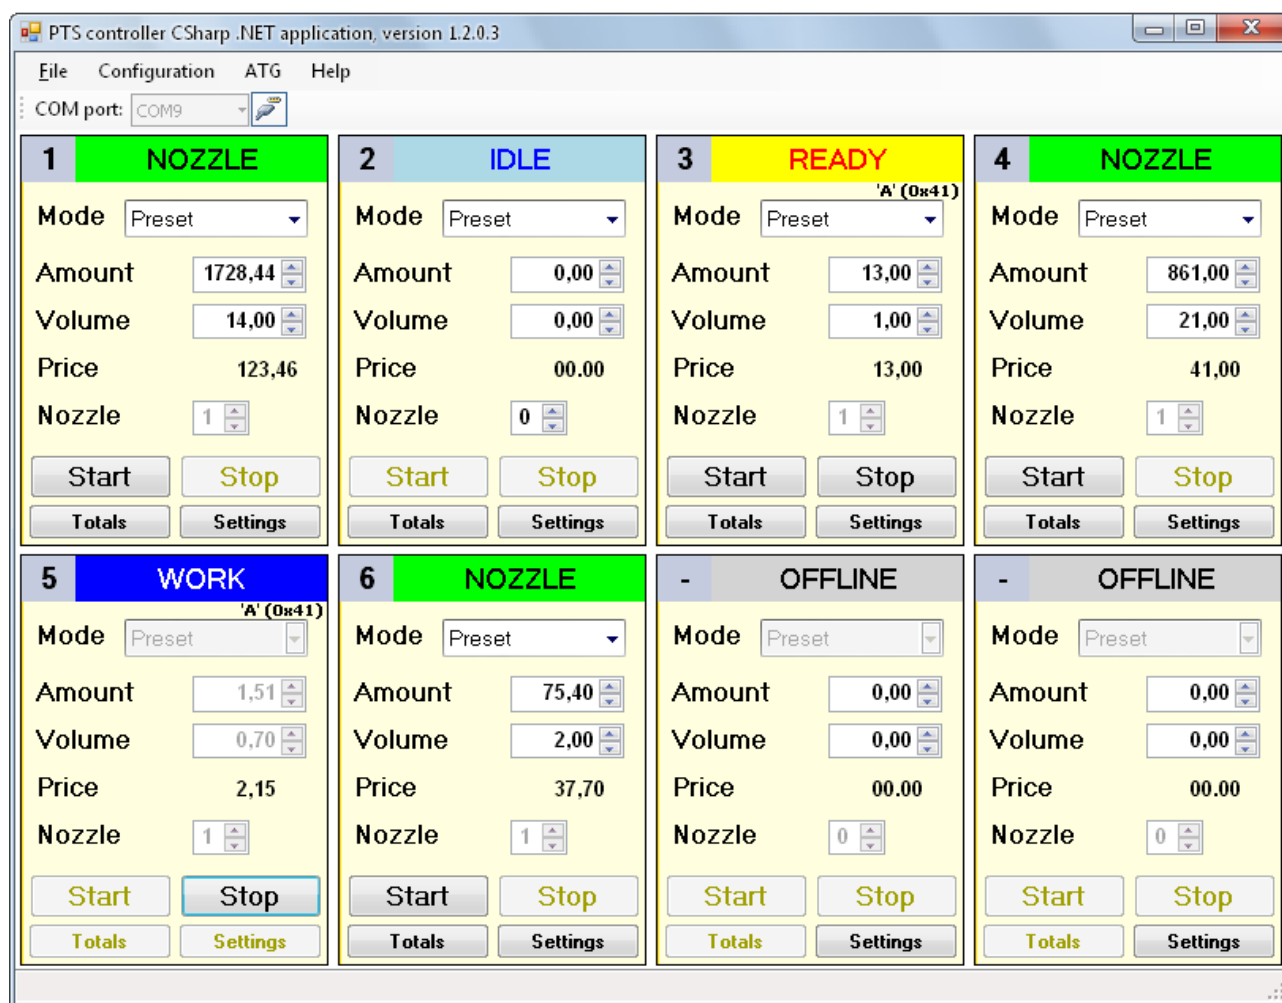 PTS controller CSharp .NET application, version 1.2.0.3
File Configuration ATG Help
COM port: COM9
1 NOZZLE
Mode Preset
Amount 1728,44
Volume 14,00
Price 123,46
Nozzle 1
Start Stop
Totals Settings
2 IDLE
Mode Preset
Amount 0,00
Volume 0,00
Price 00.00
Nozzle 0
Start Stop
Totals Settings
3 READY
'A' (0x41)
Mode Preset
Amount 13,00
Volume 1,00
Price 13,00
Nozzle 1
Start Stop
Totals Settings
4 NOZZLE
Mode Preset
Amount 861,00
Volume 21,00
Price 41,00
Nozzle 1
Start Stop
Totals Settings
5 WORK
'A' (0x41)
Mode Preset
Amount 1,51
Volume 0,70
Price 2,15
Nozzle 1
Start Stop
Totals Settings
6 NOZZLE
Mode Preset
Amount 75,40
Volume 2,00
Price 37,70
Nozzle 1
Start Stop
Totals Settings
- OFFLINE
Mode Preset
Amount 0,00
Volume 0,00
Price 00.00
Nozzle 0
Start Stop
Totals Settings
- OFFLINE
Mode Preset
Amount 0,00
Volume 0,00
Price 00.00
Nozzle 0
Start Stop
Totals Settings